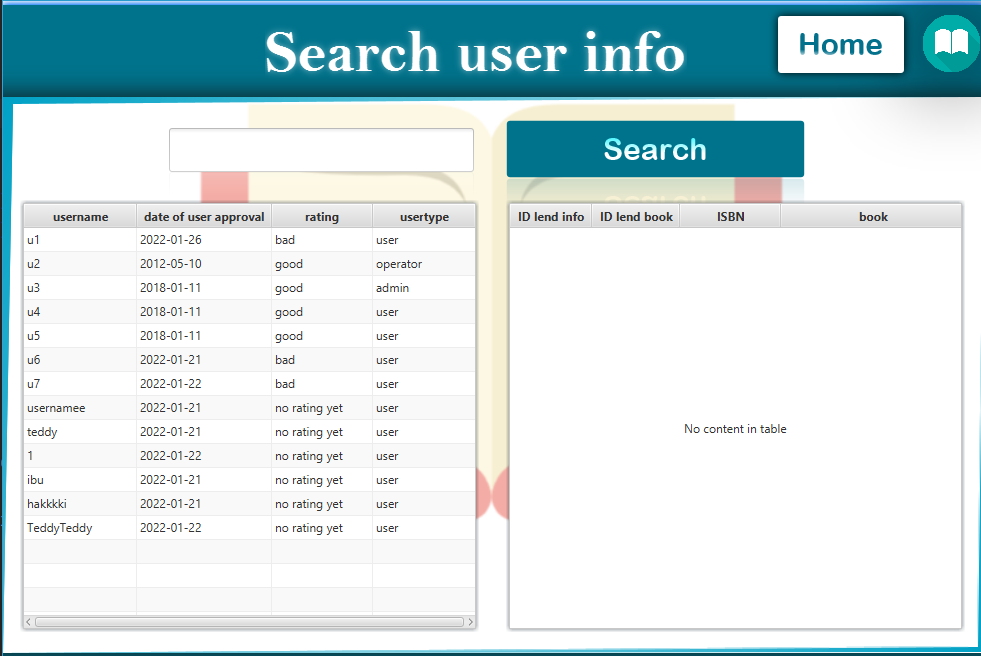 Search user info
Home
Search
username date of user approval rating usertype
u1 2022-01-26 bad user
u2 2012-05-10 good operator
u3 2018-01-11 good admin
u4 2018-01-11 good user
u5 2018-01-11 good user
u6 2022-01-21 bad user
u7 2022-01-22 bad user
usernamee 2022-01-21 no rating yet user
teddy 2022-01-21 no rating yet user
1 2022-01-22 no rating yet user
ibu 2022-01-21 no rating yet user
hakkkki 2022-01-21 no rating yet user
TeddyTeddy 2022-01-22 no rating yet user
ID lend info ID lend book ISBN book
No content in table